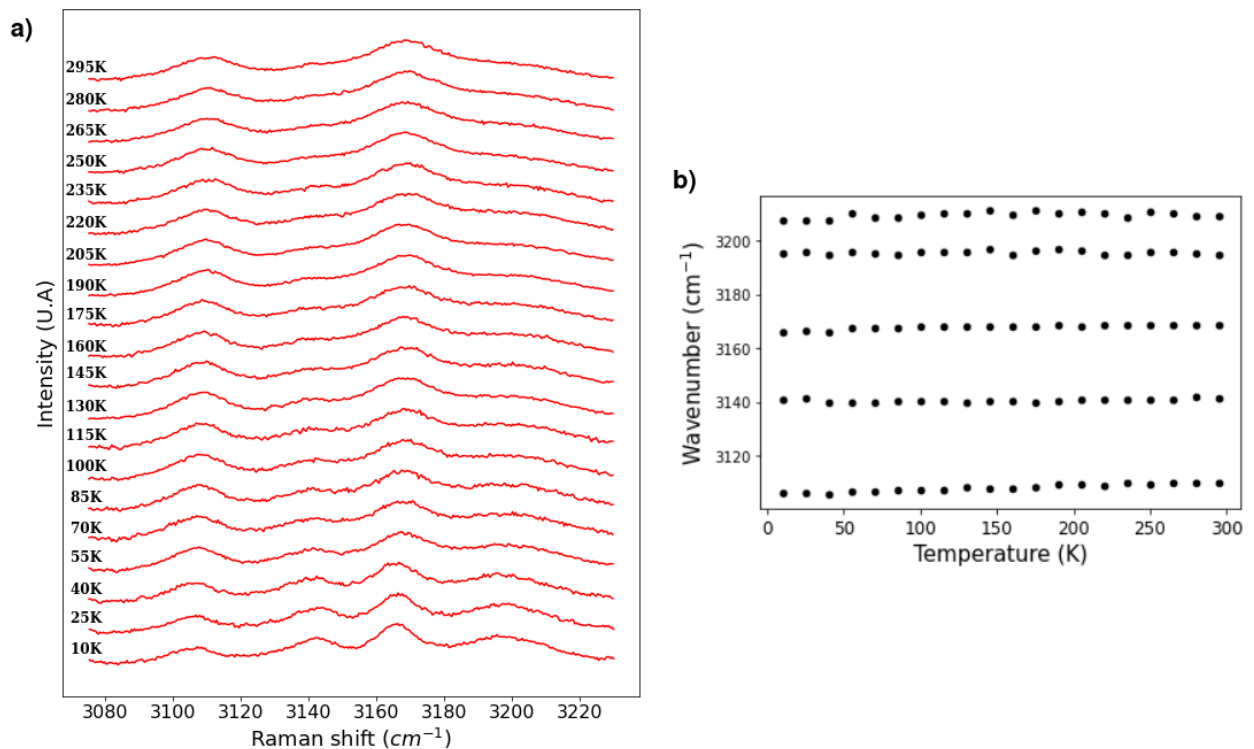 a)
295K
280K
265K
250K
235K
220K
205K
190K
175K
160K
145K
130K
115K
100K
85K
70K
55K
40K
25K
10K
Intensity (U.A)
3080 3100 3120 3140 3160 3180 3200 3220
Raman shift (cm⁻¹)
b)
3200
3180
3160
3140
3120
Wavenumber (cm⁻¹)
0 50 100 150 200 250 300
Temperature (K)